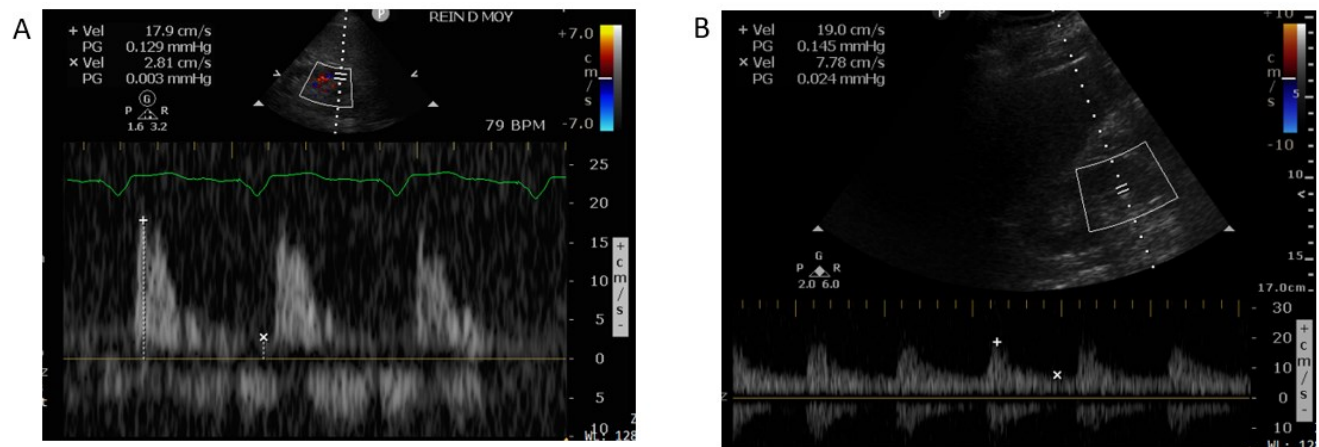 A
P
REIN D MOY
+ Vel 17.9 cm/s
PG 0.129 mmHg
× Vel 2.81 cm/s
PG 0.003 mmHg
G
P R
1.6 3.2
+7.0
cm/s
-7.0
79 BPM
25
20
15
10
5
0
5
10
+cm/s-
B
+ Vel 19.0 cm/s
PG 0.145 mmHg
× Vel 7.78 cm/s
PG 0.024 mmHg
+10
cm/s
5
-10
10
<
15
17.0cm
G
P R
2.0 6.0
30
20
10
0
10
+cm/s-